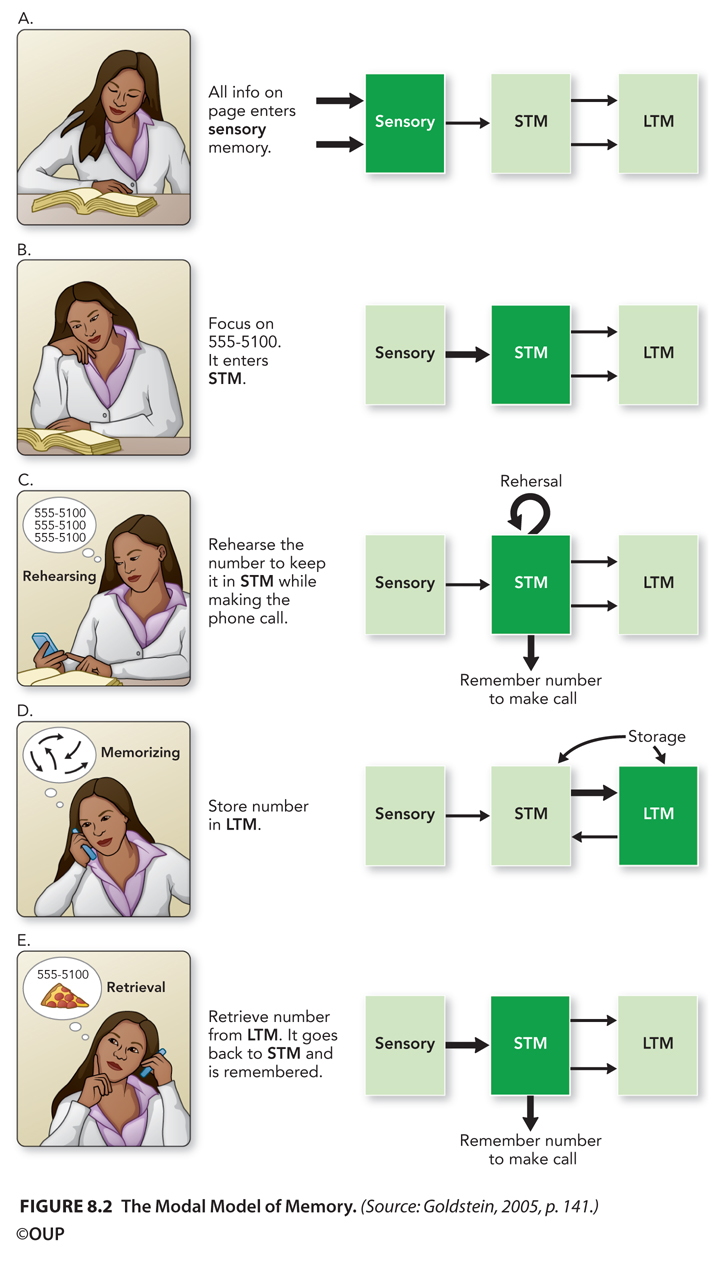 A.
All info on
page enters
sensory
memory.
Sensory
STM
LTM
B.
Focus on
555-5100.
It enters
STM.
Sensory
STM
LTM
C.
555-5100
555-5100
555-5100
Rehearsing
Rehearse the
number to keep
it in STM while
making the
phone call.
Rehersal
Sensory
STM
LTM
Remember number
to make call
D.
Memorizing
Store number
in LTM.
Storage
Sensory
STM
LTM
E.
555-5100
Retrieval
Retrieve number
from LTM. It goes
back to STM and
is remembered.
Sensory
STM
LTM
Remember number
to make call
FIGURE 8.2 The Modal Model of Memory. (Source: Goldstein, 2005, p. 141.)
©OUP